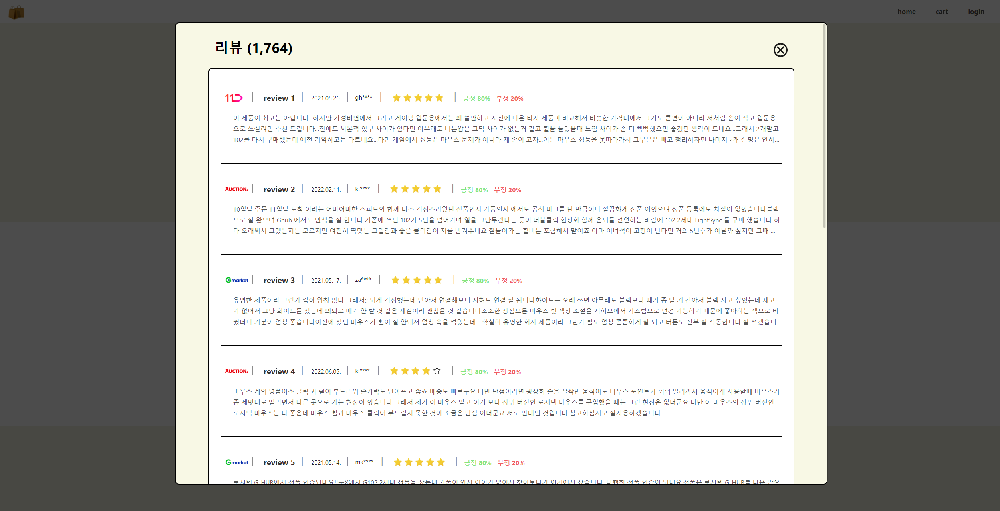 home cart login
리뷰 (1,764)
11 | review 1 | 2021.05.26. | gh**** | 긍정 80% 부정 20%
이 제품이 최고는 아닙니다...하지만 가성비면에서 그리고 게이밍 입문용에서는 꽤 쓸만하고 사진에 나온 타사 제품과 비교해서 비슷한 가격대에서 크기도 큰편이 아니라 저처럼 손이 작고 입문용
으로 쓰실려면 추천 드립니다...전에도 써본적 있구 차이가 있다면 아무래도 버튼압은 그닥 차이가 없는거 같고 휠을 돌렸을때 느낌 차이가 좀 더 빡빡했으면 좋겠단 생각이 드네요...그래서 2개말고
102를 다시 구매했는데 예전 기억하고는 다르네요...다만 게임에서 성능은 마우스 문제가 아니라 제 손이 고자...여튼 마우스 성능을 못따라가서 그부분은 빼고 정리하자면 나머지 2개 실명은 안하...
AUCTION. | review 2 | 2022.02.11. | k!**** | 긍정 80% 부정 20%
10일날 주문 11일날 도착 이라는 어마어마한 스피드와 함께 다소 걱정스러웠던 진품인지 가품인지 에서도 공식 마크를 단 만큼이나 깔끔하게 진품 이었으며 정품 등록에도 차질이 없었습니다블랙
으로 잘 왔으며 Ghub 에서도 인식을 잘 합니다 기존에 쓰던 102가 5년을 넘어가며 일을 그만두겠다는 듯이 더블클릭 현상화 함께 은퇴를 선언하는 바람에 102 2세대 LightSync 를 구매 했습니다 하
다 오래써서 그랬는지는 모르지만 여전히 딱맞는 그립감과 좋은 클릭감이 저를 반겨주네요 잘돌아가는 휠버튼 포함해서 말이죠 아마 이녀석이 고장이 난다면 거의 5년후가 아닐까 싶지만 그때 ...
Gmarket | review 3 | 2021.05.17. | za**** | 긍정 80% 부정 20%
유명한 제품이라 그런가 짭이 엄청 많다 그래서;; 되게 걱정했는데 받아서 연결해보니 지허브 연결 잘 됩니다화이트는 오래 쓰면 아무래도 블랙보다 때가 좀 탈 거 같아서 블랙 사고 싶었는데 재고
가 없어서 그냥 화이트를 샀는데 의외로 때가 안 탈 것 같은 재질이라 괜찮을 것 같습니다소소한 장점으론 마우스 빛 색상 조절을 지허브에서 커스텀으로 변경 가능하기 때문에 좋아하는 색으로 바
꿨더니 기분이 엄청 좋습니다이전에 샀던 마우스가 휠이 잘 안돼서 엄청 속을 썩였는데... 확실히 유명한 회사 제품이라 그런가 휠도 엄청 쫀쫀하게 잘 되고 버튼도 전부 잘 작동합니다 잘 쓰겠습니...
AUCTION. | review 4 | 2022.06.05. | ki**** | 긍정 80% 부정 20%
마우스 계의 명품이죠 클릭 과 휠이 부드러워 손가락도 안아프고 좋죠 배송도 빠르구요 다만 단점이라면 굉장히 손을 살짝만 움직여도 마우스 포인트가 휙휙 멀리까지 움직이게 사용할때 마우스가
좀 제멋대로 떨리면서 다른 곳으로 가는 현상이 있습니다 그래서 제가 이 마우스 말고 이거 보다 상위 버전인 로지텍 마우스를 구입했을 때는 그런 현상은 없더군요 다만 이 마우스의 상위 버전인
로지텍 마우스는 다 좋은데 마우스 휠과 마우스 클릭이 부드럽지 못한 것이 조금은 단점 이더군요 서로 반대인 것입니다 참고하십시오 잘사용하겠습니다
Gmarket | review 5 | 2021.05.14. | ma**** | 긍정 80% 부정 20%
로지텍 G-HUB에서 정품 인증되네요!!쿠X에서 G102 2세대 정품을 샀는데 가품이 와서 어이가 없어서 찾아보다가 여기에서 샀습니다. 다행히 정품 인증이 되네요 정품은 로지텍 G-HUB를 다운 받으